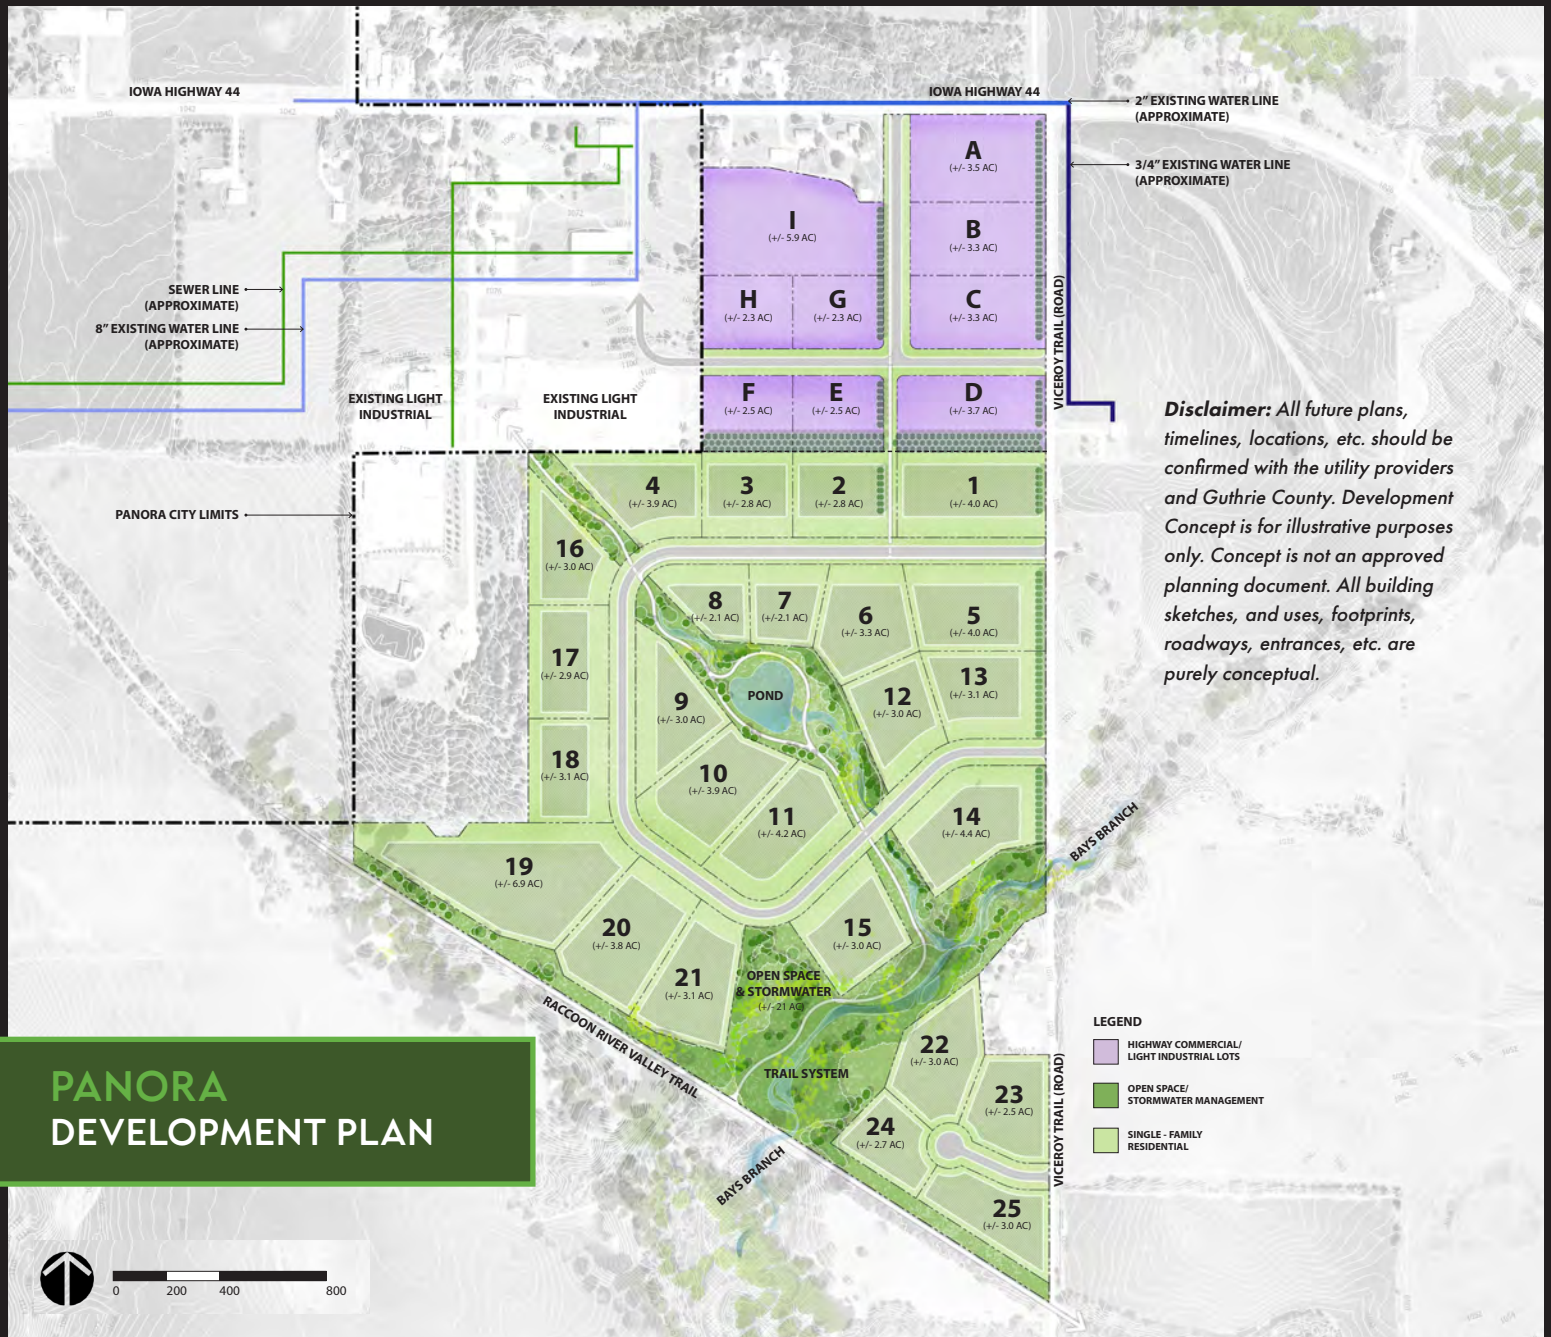 IOWA HIGHWAY 44
IOWA HIGHWAY 44
2” EXISTING WATER LINE
(APPROXIMATE)
3/4” EXISTING WATER LINE
(APPROXIMATE)
A
(+/- 3.5 AC)
I
(+/- 5.9 AC)
B
(+/- 3.3 AC)
H
(+/- 2.3 AC)
G
(+/- 2.3 AC)
C
(+/- 3.3 AC)
VICEROY TRAIL (ROAD)
SEWER LINE
(APPROXIMATE)
8” EXISTING WATER LINE
(APPROXIMATE)
EXISTING LIGHT
INDUSTRIAL
EXISTING LIGHT
INDUSTRIAL
F
(+/- 2.5 AC)
E
(+/- 2.5 AC)
D
(+/- 3.7 AC)
Disclaimer: All future plans,
timelines, locations, etc. should be
confirmed with the utility providers
and Guthrie County. Development
Concept is for illustrative purposes
only. Concept is not an approved
planning document. All building
sketches, and uses, footprints,
roadways, entrances, etc. are
purely conceptual.
PANORA CITY LIMITS
4
(+/- 3.9 AC)
3
(+/- 2.8 AC)
2
(+/- 2.8 AC)
1
(+/- 4.0 AC)
16
(+/- 3.0 AC)
8
(+/- 2.1 AC)
7
(+/-2.1 AC)
6
(+/- 3.3 AC)
5
(+/- 4.0 AC)
17
(+/- 2.9 AC)
9
(+/- 3.0 AC)
POND
12
(+/- 3.0 AC)
13
(+/- 3.1 AC)
18
(+/- 3.1 AC)
10
(+/- 3.9 AC)
11
(+/- 4.2 AC)
14
(+/- 4.4 AC)
BAYS BRANCH
19
(+/- 6.9 AC)
20
(+/- 3.8 AC)
15
(+/- 3.0 AC)
21
(+/- 3.1 AC)
OPEN SPACE
& STORMWATER
(+/- 21 AC)
RACCOON RIVER VALLEY TRAIL
TRAIL SYSTEM
22
(+/- 3.0 AC)
23
(+/- 2.5 AC)
24
(+/- 2.7 AC)
25
(+/- 3.0 AC)
VICEROY TRAIL (ROAD)
BAYS BRANCH
LEGEND
HIGHWAY COMMERCIAL/
LIGHT INDUSTRIAL LOTS
OPEN SPACE/
STORMWATER MANAGEMENT
SINGLE - FAMILY
RESIDENTIAL
PANORA
DEVELOPMENT PLAN
0 200 400 800